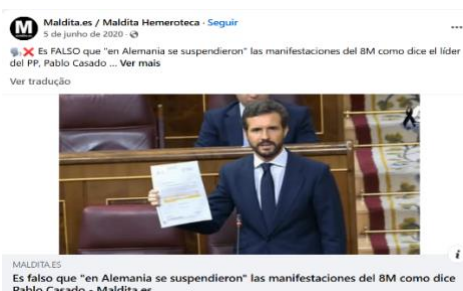 Maldita.es / Maldita Hemeroteca · Seguir
5 de junho de 2020 ·
Es FALSO que "en Alemania se suspendieron" las manifestaciones del 8M como dice el líder
del PP, Pablo Casado ... Ver mais
Ver tradução
MALDITA.ES
Es falso que "en Alemania se suspendieron" las manifestaciones del 8M como dice
Pablo Casado - Maldita.es